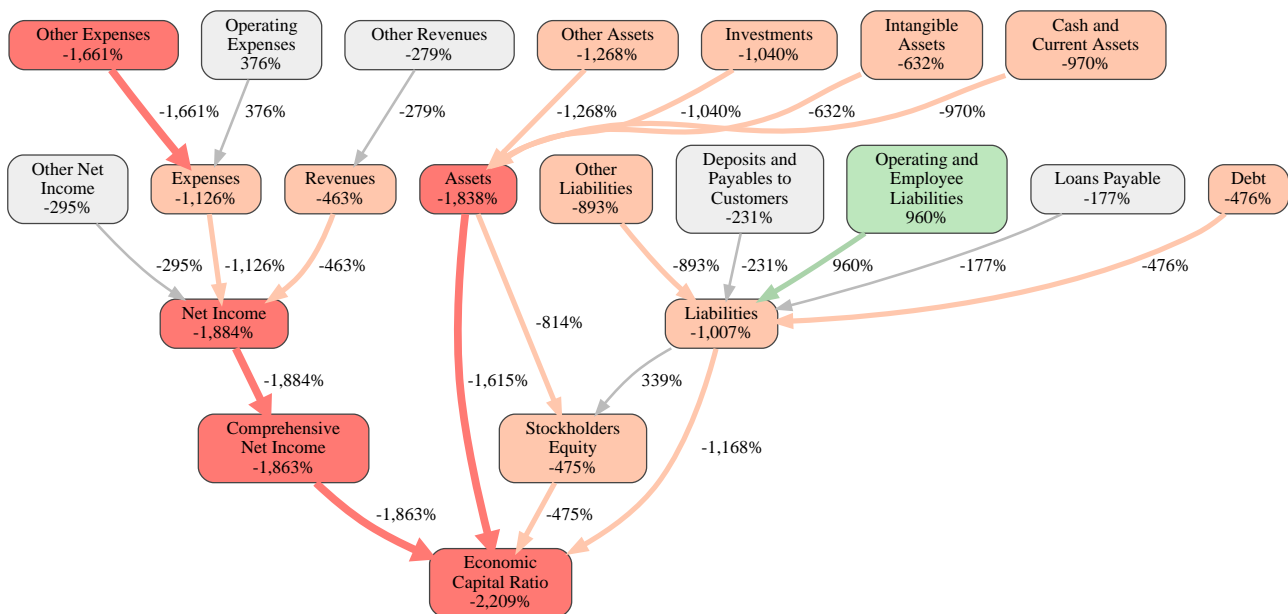 Other Expenses
-1,661%
Operating
Expenses
376%
Other Revenues
-279%
Other Assets
-1,268%
Investments
-1,040%
Intangible
Assets
-632%
Cash and
Current Assets
-970%
-1,661%
376%
-279%
-1,268%
-1,040%
-632%
-970%
Other Net
Income
-295%
Expenses
-1,126%
Revenues
-463%
Assets
-1,838%
Other
Liabilities
-893%
Deposits and
Payables to
Customers
-231%
Operating and
Employee
Liabilities
960%
Loans Payable
-177%
Debt
-476%
-295%
-1,126%
-463%
-893%
-231%
960%
-177%
-476%
Net Income
-1,884%
-814%
Liabilities
-1,007%
-1,884%
-1,615%
339%
Comprehensive
Net Income
-1,863%
Stockholders
Equity
-475%
-1,168%
-1,863%
-475%
Economic
Capital Ratio
-2,209%